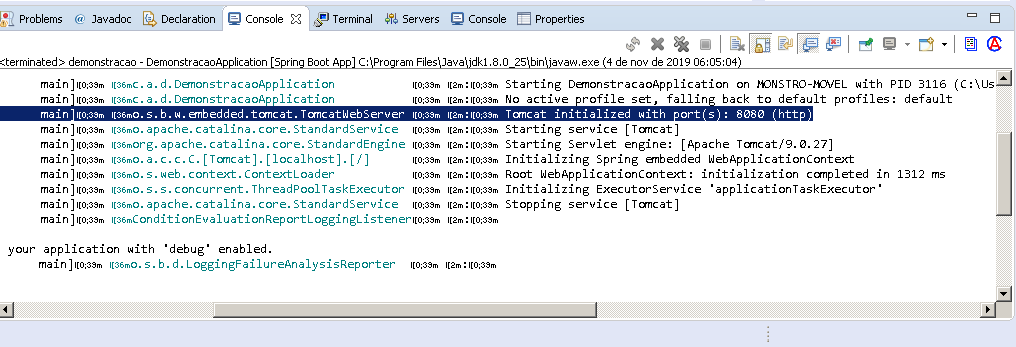 Problems @ Javadoc Declaration Console Terminal Servers Console Properties
<terminated> demonstracao - DemonstracaoApplication [Spring Boot App] C:\Program Files\Java\jdk1.8.0_25\bin\javaw.exe (4 de nov de 2019 06:05:04)
main][0;39m [36mc.a.d.DemonstracaoApplication [0;39m [2m:[0;39m Starting DemonstracaoApplication on MONSTRO-MOVEL with PID 3116 (C:\Us
main][0;39m [36mc.a.d.DemonstracaoApplication [0;39m [2m:[0;39m No active profile set, falling back to default profiles: default
main][0;39m [36mo.s.b.w.embedded.tomcat.TomcatWebServer [0;39m [2m:[0;39m Tomcat initialized with port(s): 8080 (http)
main][0;39m [36mo.apache.catalina.core.StandardService [0;39m [2m:[0;39m Starting service [Tomcat]
main][0;39m [36morg.apache.catalina.core.StandardEngine [0;39m [2m:[0;39m Starting Servlet engine: [Apache Tomcat/9.0.27]
main][0;39m [36mo.a.c.c.C.[Tomcat].[localhost].[/] [0;39m [2m:[0;39m Initializing Spring embedded WebApplicationContext
main][0;39m [36mo.s.web.context.ContextLoader [0;39m [2m:[0;39m Root WebApplicationContext: initialization completed in 1312 ms
main][0;39m [36mo.s.s.concurrent.ThreadPoolTaskExecutor [0;39m [2m:[0;39m Initializing ExecutorService 'applicationTaskExecutor'
main][0;39m [36mo.apache.catalina.core.StandardService [0;39m [2m:[0;39m Stopping service [Tomcat]
main][0;39m [36mConditionEvaluationReportLoggingListener[0;39m [2m:[0;39m
your application with 'debug' enabled.
main][0;39m [36mo.s.b.d.LoggingFailureAnalysisReporter [0;39m [2m:[0;39m